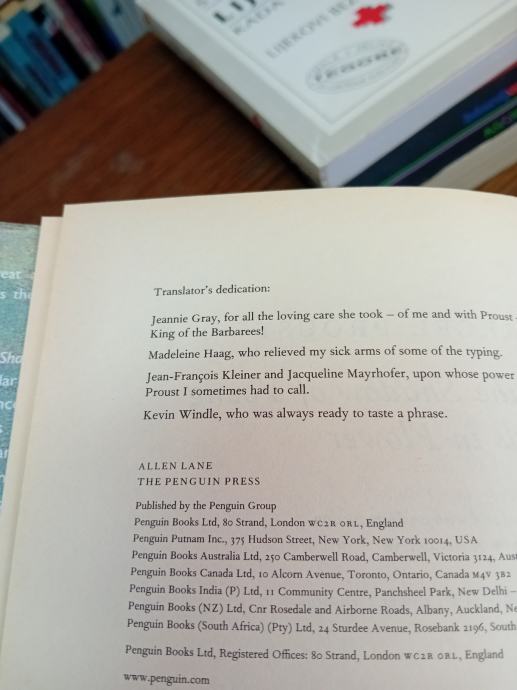 RADA
LIJEKOVI
Translator's dedication:
Jeannie Gray, for all the loving care she took – of me and with Proust –
King of the Barbarees!
Madeleine Haag, who relieved my sick arms of some of the typing.
Jean-François Kleiner and Jacqueline Mayrhofer, upon whose power
Proust I sometimes had to call.
Kevin Windle, who was always ready to taste a phrase.
ALLEN LANE
THE PENGUIN PRESS
Published by the Penguin Group
Penguin Books Ltd, 80 Strand, London WC2R 0RL, England
Penguin Putnam Inc., 375 Hudson Street, New York, New York 10014, USA
Penguin Books Australia Ltd, 250 Camberwell Road, Camberwell, Victoria 3124, Aust
Penguin Books Canada Ltd, 10 Alcorn Avenue, Toronto, Ontario, Canada M4V 3B2
Penguin Books India (P) Ltd, 11 Community Centre, Panchsheel Park, New Delhi –
Penguin Books (NZ) Ltd, Cnr Rosedale and Airborne Roads, Albany, Auckland, Ne
Penguin Books (South Africa) (Pty) Ltd, 24 Sturdee Avenue, Rosebank 2196, South
Penguin Books Ltd, Registered Offices: 80 Strand, London WC2R 0RL, England
www.penguin.com